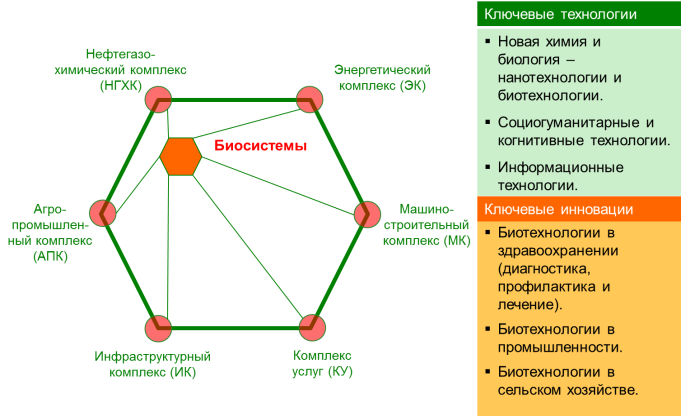 Нефтегазо-
химический комплекс
(НГХК)
Энергетический
комплекс (ЭК)
Биосистемы
Агро-
промышлен-
ный комплекс
(АПК)
Машино-
строительный
комплекс (МК)
Инфраструктурный
комплекс (ИК)
Комплекс
услуг (КУ)
Ключевые технологии
▪ Новая химия и
биология –
нанотехнологии и
биотехнологии.
▪ Социогуманитарные и
когнитивные технологии.
▪ Информационные
технологии.
Ключевые инновации
▪ Биотехнологии в
здравоохранении
(диагностика,
профилактика и
лечение).
▪ Биотехнологии в
промышленности.
▪ Биотехнологии в
сельском хозяйстве.